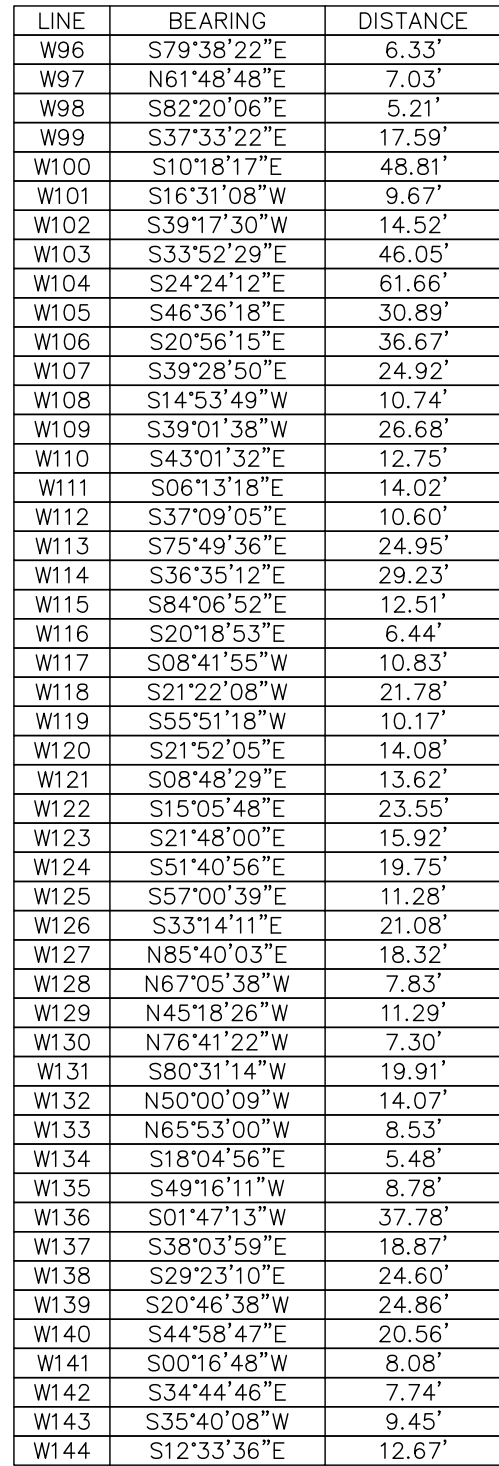 LINE BEARING DISTANCE
W96 S79°38'22"E 6.33'
W97 N61°48'48"E 7.03'
W98 S82°20'06"E 5.21'
W99 S37°33'22"E 17.59'
W100 S10°18'17"E 48.81'
W101 S16°31'08"W 9.67'
W102 S39°17'30"W 14.52'
W103 S33°52'29"E 46.05'
W104 S24°24'12"E 61.66'
W105 S46°36'18"E 30.89'
W106 S20°56'15"E 36.67'
W107 S39°28'50"E 24.92'
W108 S14°53'49"W 10.74'
W109 S39°01'38"W 26.68'
W110 S43°01'32"E 12.75'
W111 S06°13'18"E 14.02'
W112 S37°09'05"E 10.60'
W113 S75°49'36"E 24.95'
W114 S36°35'12"E 29.23'
W115 S84°06'52"E 12.51'
W116 S20°18'53"E 6.44'
W117 S08°41'55"W 10.83'
W118 S21°22'08"W 21.78'
W119 S55°51'18"W 10.17'
W120 S21°52'05"E 14.08'
W121 S08°48'29"E 13.62'
W122 S15°05'48"E 23.55'
W123 S21°48'00"E 15.92'
W124 S51°40'56"E 19.75'
W125 S57°00'39"E 11.28'
W126 S33°14'11"E 21.08'
W127 N85°40'03"E 18.32'
W128 N67°05'38"W 7.83'
W129 N45°18'26"W 11.29'
W130 N76°41'22"W 7.30'
W131 S80°31'14"W 19.91'
W132 N50°00'09"W 14.07'
W133 N65°53'00"W 8.53'
W134 S18°04'56"E 5.48'
W135 S49°16'11"W 8.78'
W136 S01°47'13"W 37.78'
W137 S38°03'59"E 18.87'
W138 S29°23'10"E 24.60'
W139 S20°46'38"W 24.86'
W140 S44°58'47"E 20.56'
W141 S00°16'48"W 8.08'
W142 S34°44'46"E 7.74'
W143 S35°40'08"W 9.45'
W144 S12°33'36"E 12.67'